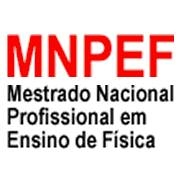 MNPEF
Mestrado Nacional
Profissional em
Ensino de Física